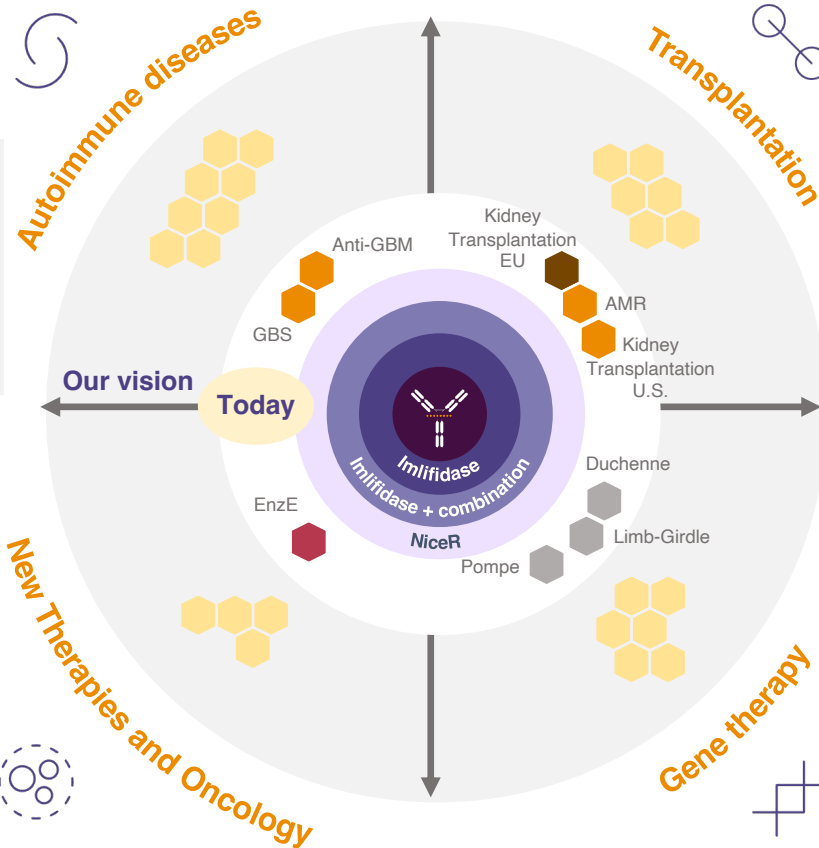 Autoimmune diseases
Transplantation
Kidney
Transplantation
EU
Anti-GBM
AMR
GBS
Kidney
Transplantation
U.S.
Our vision
Today
Imlifidase
Imlifidase + combination
NiceR
Duchenne
EnzE
Limb-Girdle
Pompe
New Therapies and Oncology
Gene therapy